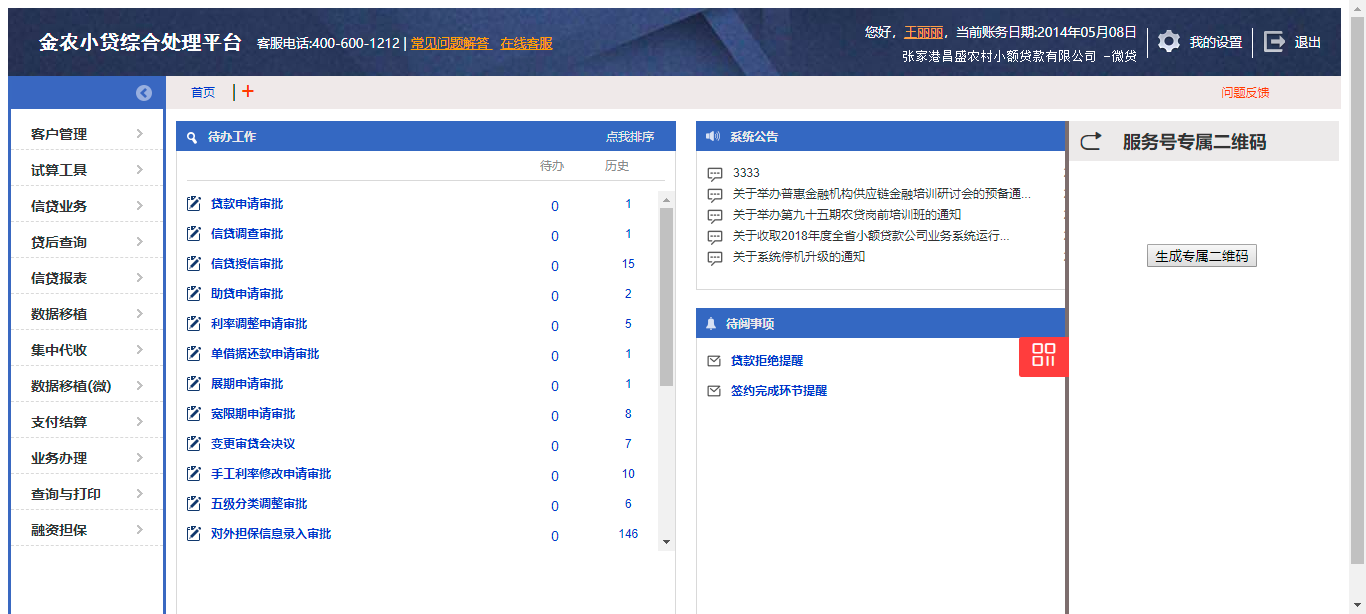 金农小贷综合处理平台 客服电话:400-600-1212 | 常见问题解答 在线客服
您好，王丽丽，当前账务日期:2014年05月08日
张家港昌盛农村小额贷款有限公司 -微贷
我的设置
退出
首页
问题反馈
客户管理
试算工具
信贷业务
贷后查询
信贷报表
数据移植
集中代收
数据移植(微)
支付结算
业务办理
查询与打印
融资担保
待办工作 点我排序
待办 历史
贷款申请审批 0 1
信贷调查审批 0 1
信贷授信审批 0 15
助贷申请审批 0 2
利率调整申请审批 0 5
单借据还款申请审批 0 1
展期申请审批 0 1
宽限期申请审批 0 8
变更审贷会决议 0 7
手工利率修改申请审批 0 10
五级分类调整审批 0 6
对外担保信息录入审批 0 146
系统公告
3333
关于举办普惠金融机构供应链金融培训研讨会的预备通...
关于举办第九十五期农贷岗前培训班的通知
关于收取2018年度全省小额贷款公司业务系统运行...
关于系统停机升级的通知
待阅事项
贷款拒绝提醒
签约完成环节提醒
服务号专属二维码
生成专属二维码